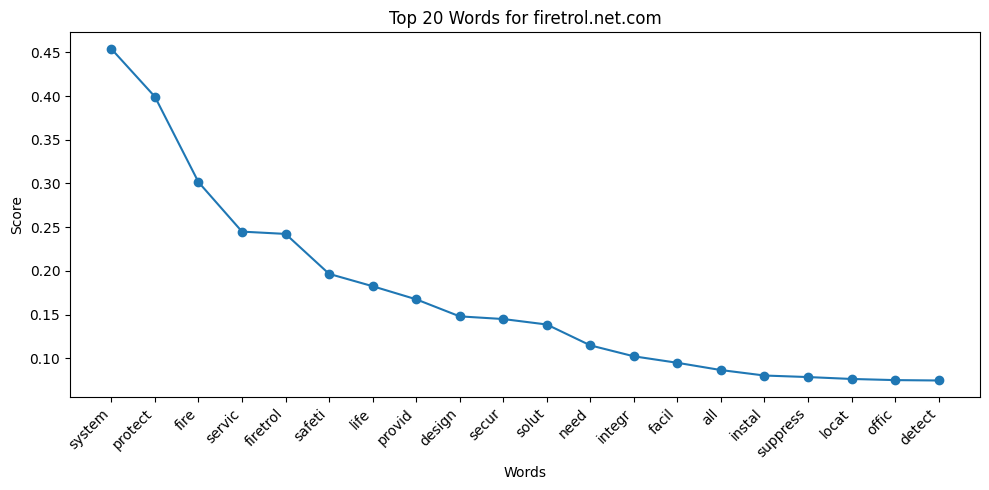 Top 20 Words for firetrol.net.com
Score
0.45
0.40
0.35
0.30
0.25
0.20
0.15
0.10
system
protect
fire
servic
firetrol
safeti
life
provid
design
secur
solut
need
integr
facil
all
instal
suppress
locat
offic
detect
Words